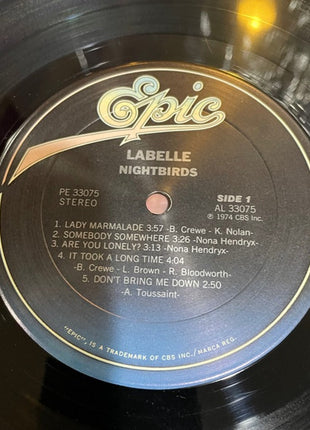 Epic
LABELLE
NIGHTBIRDS
PE 33075
STEREO
SIDE 1
AL 33075
℗ 1974 CBS Inc.
1. LADY MARMALADE 3:57 -B. Crewe - K. Nolan-
2. SOMEBODY SOMEWHERE 3:26 -Nona Hendryx-
3. ARE YOU LONELY? 3:13 -Nona Hendryx-
4. IT TOOK A LONG TIME 4:04
-B. Crewe - L. Brown - R. Bloodworth-
5. DON'T BRING ME DOWN 2:50
-A. Toussaint-
"EPIC", IS A TRADEMARK OF CBS INC./MARCA REG.